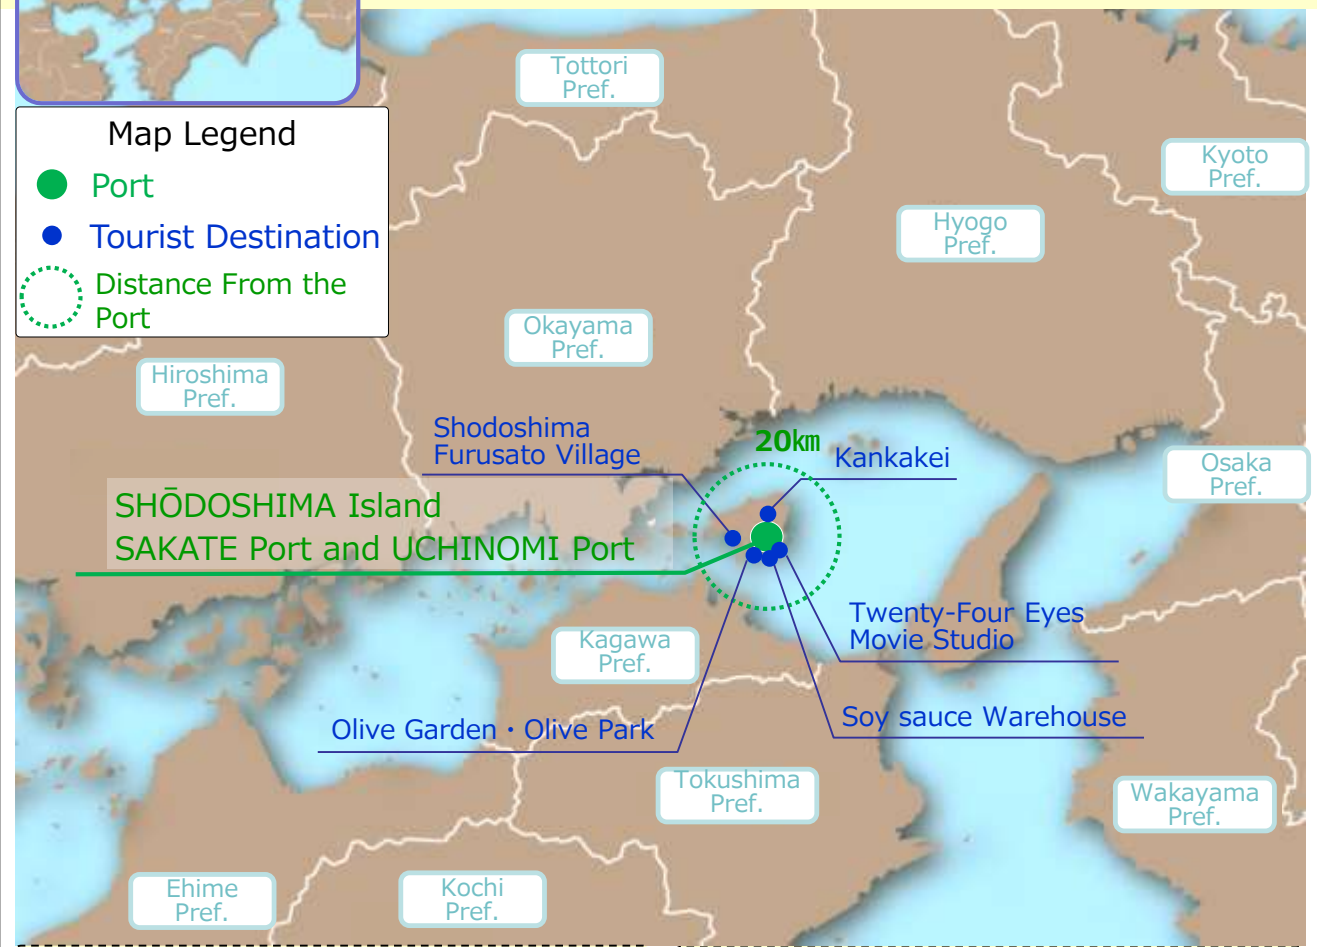 Map Legend
Port
Tourist Destination
Distance From the
Port
Tottori
Pref.
Kyoto
Pref.
Hyogo
Pref.
Okayama
Pref.
Hiroshima
Pref.
Shodoshima
Furusato Village
20㎞
Kankakei
Osaka
Pref.
SHŌDOSHIMA Island
SAKATE Port and UCHINOMI Port
Twenty-Four Eyes
Movie Studio
Kagawa
Pref.
Olive Garden・Olive Park
Soy sauce Warehouse
Tokushima
Pref.
Wakayama
Pref.
Ehime
Pref.
Kochi
Pref.